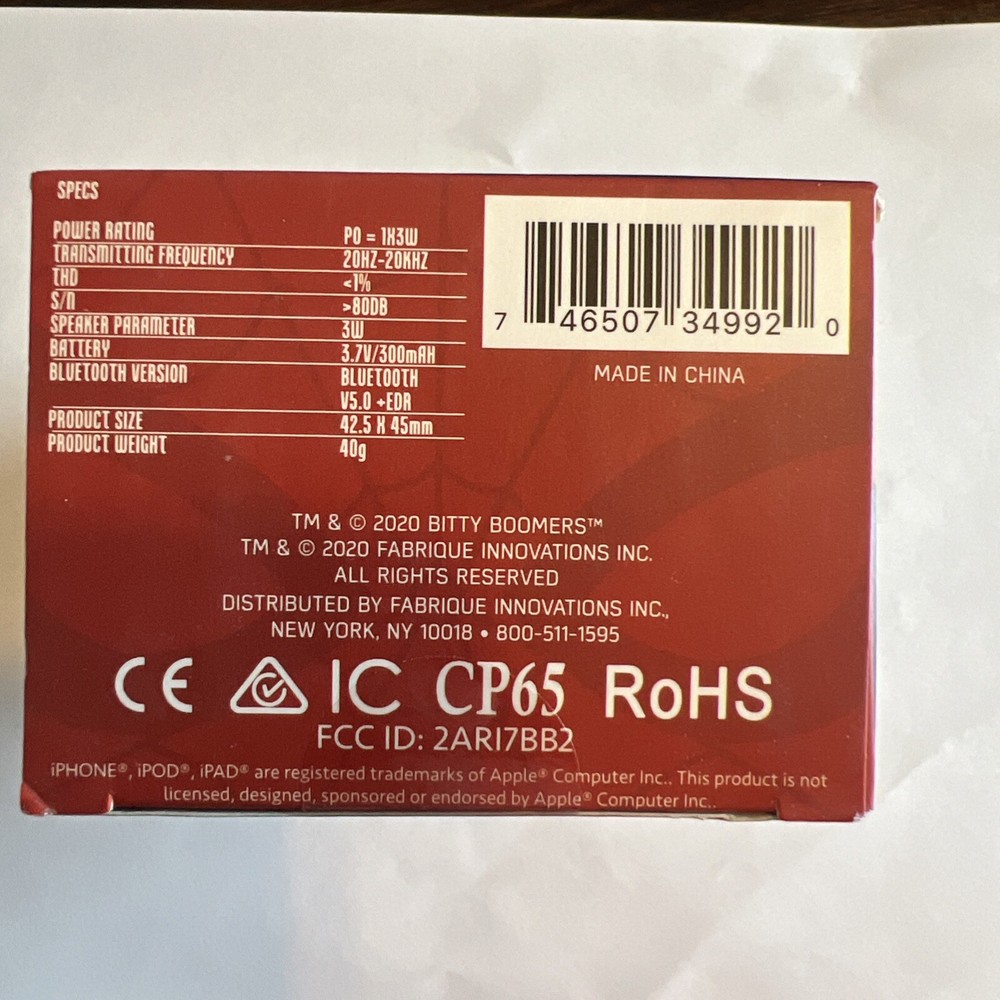 SPECS
POWER RATING PO = 1X3W
TRANSMITTING FREQUENCY 20HZ-20KHZ
THD <1%
S/N >80DB
SPEAKER PARAMETER 3W
BATTERY 3.7V/300mAH
BLUETOOTH VERSION BLUETOOTH
V5.0 +EDR
PRODUCT SIZE 42.5 X 45mm
PRODUCT WEIGHT 40g
7 46507 34992 0
MADE IN CHINA
TM & © 2020 BITTY BOOMERS™
TM & © 2020 FABRIQUE INNOVATIONS INC.
ALL RIGHTS RESERVED
DISTRIBUTED BY FABRIQUE INNOVATIONS INC.,
NEW YORK, NY 10018 • 800-511-1595
CE IC CP65 RoHS
FCC ID: 2ARI7BB2
iPHONE®, iPOD®, iPAD® are registered trademarks of Apple® Computer Inc.. This product is not
licensed, designed, sponsored or endorsed by Apple® Computer Inc..